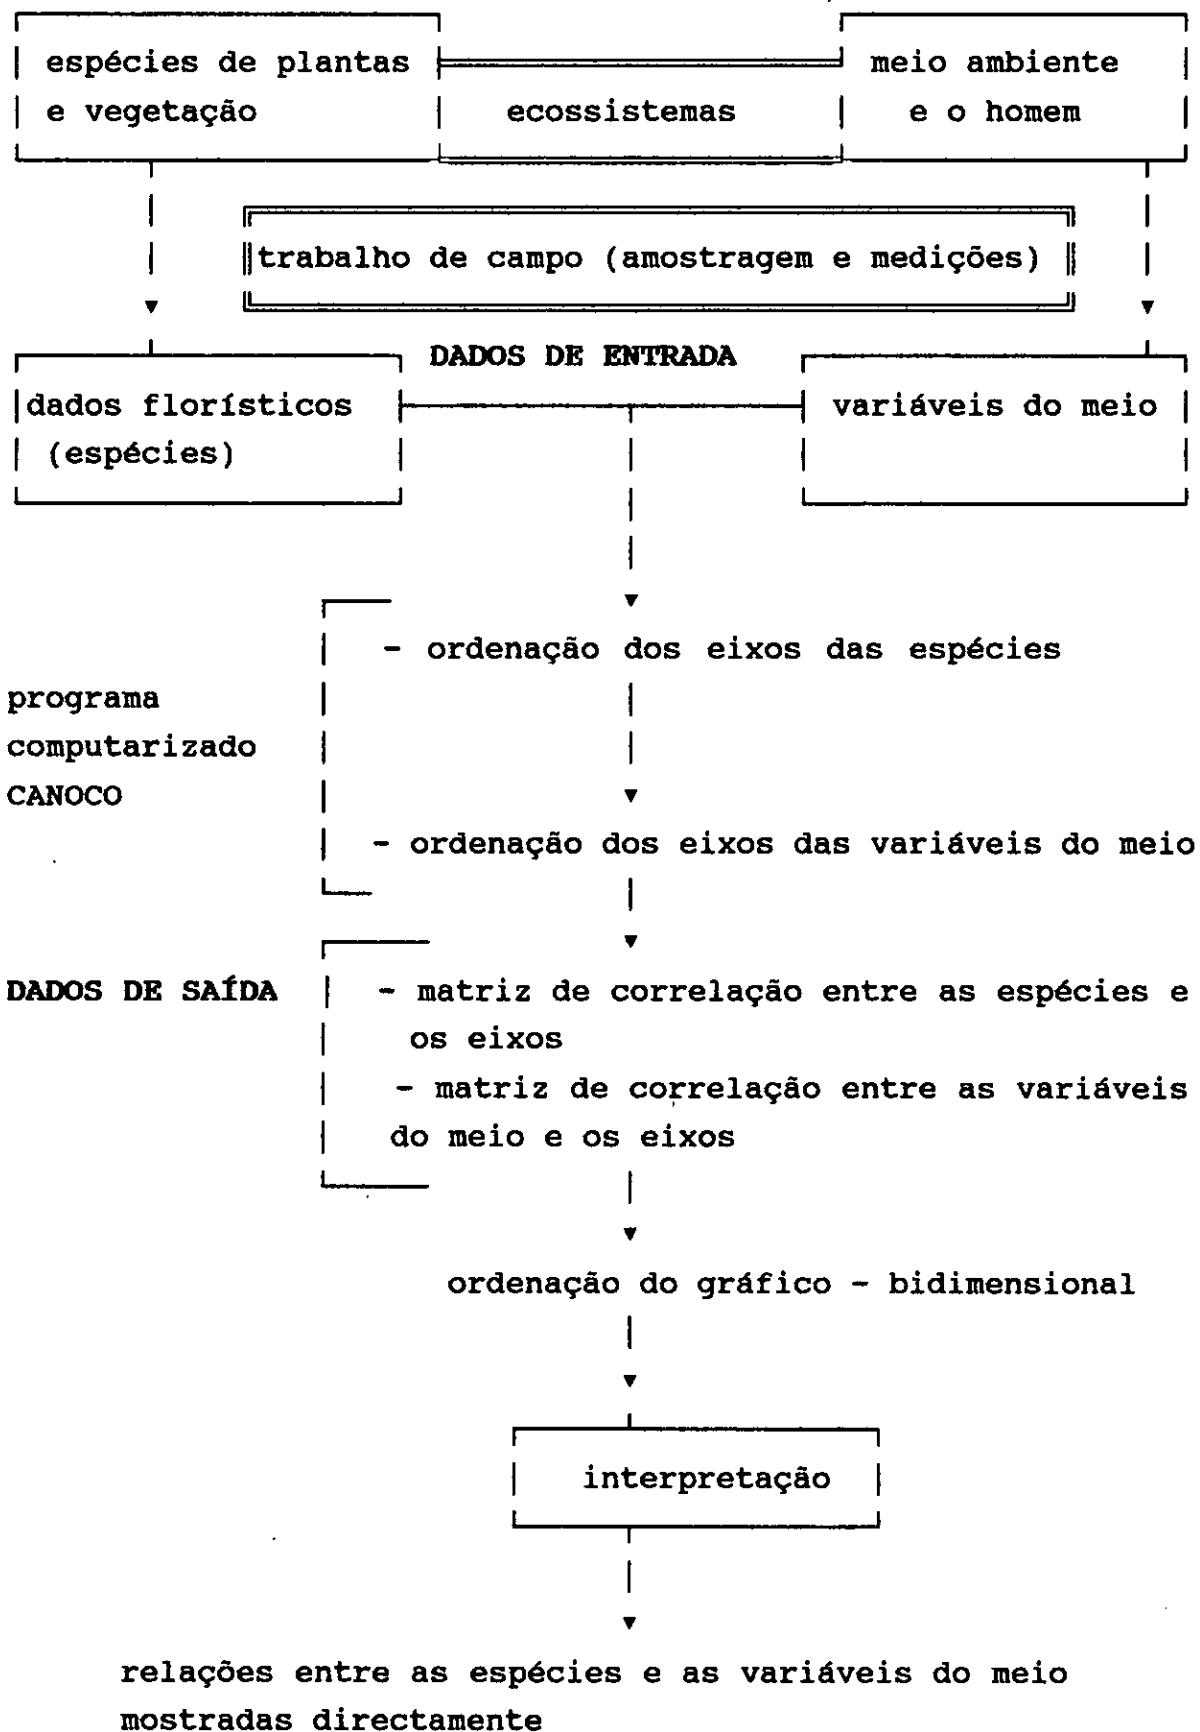 espécies de plantas
e vegetação
ecossistemas
meio ambiente
e o homem
trabalho de campo (amostragem e medições)
DADOS DE ENTRADA
dados florísticos
(espécies)
variáveis do meio
programa
computarizado
CANOCO
- ordenação dos eixos das espécies
- ordenação dos eixos das variáveis do meio
DADOS DE SAÍDA
- matriz de correlação entre as espécies e
os eixos
- matriz de correlação entre as variáveis
do meio e os eixos
ordenação do gráfico - bidimensional
interpretação
relações entre as espécies e as variáveis do meio
mostradas directamente